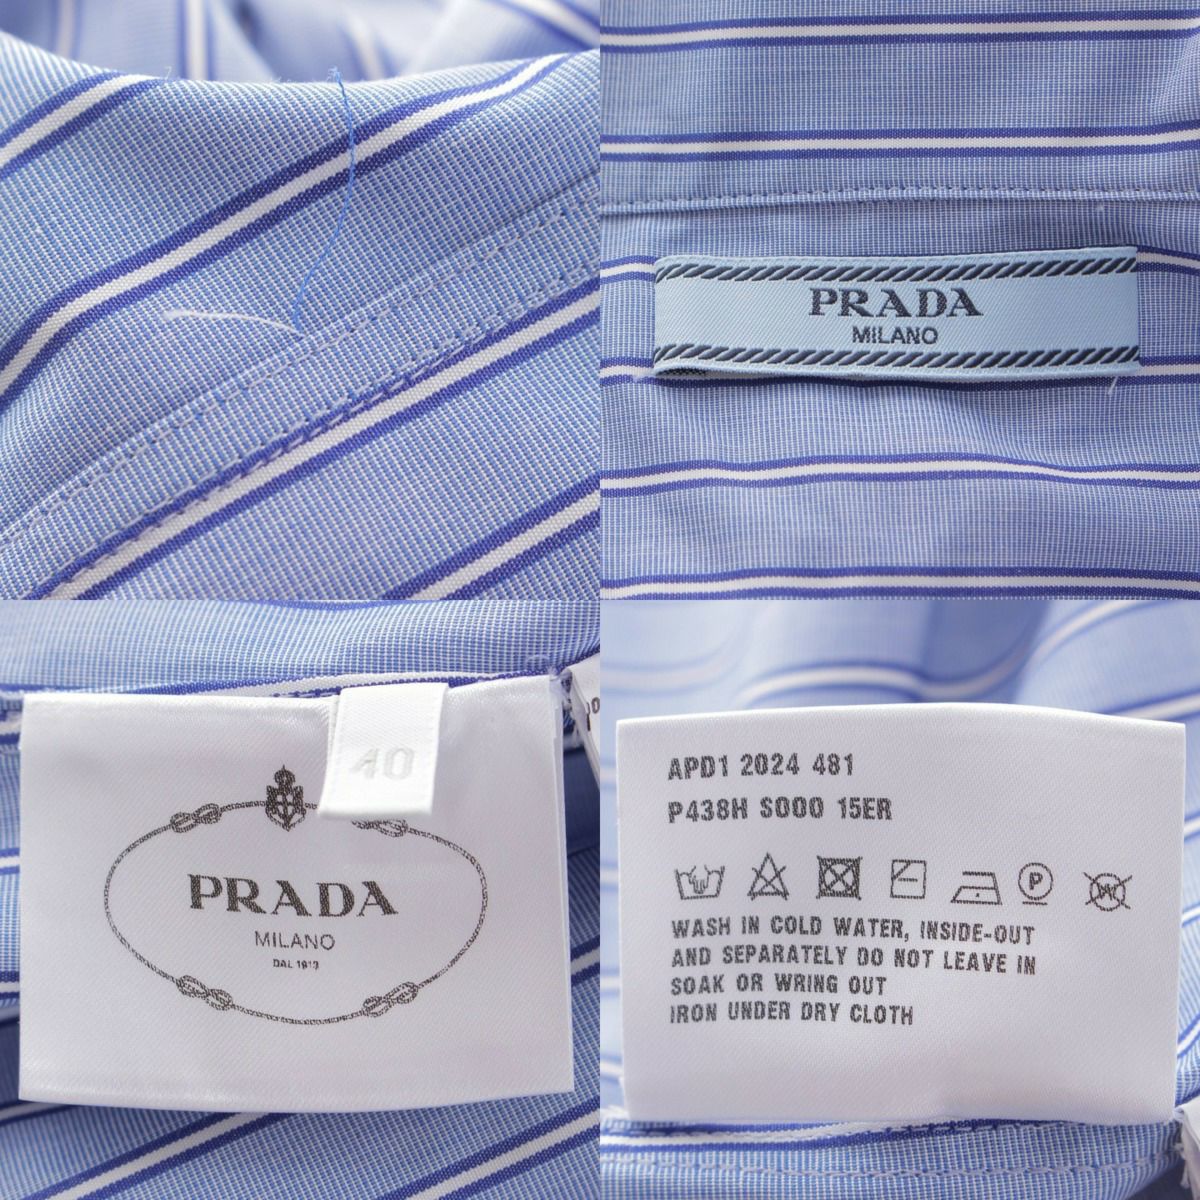 PRADA
MILANO
40
PRADA
MILANO
DAL 1913
APD1 2024 481
P438H S000 15ER
P
W
WASH IN COLD WATER, INSIDE-OUT
AND SEPARATELY DO NOT LEAVE IN
SOAK OR WRING OUT
IRON UNDER DRY CLOTH